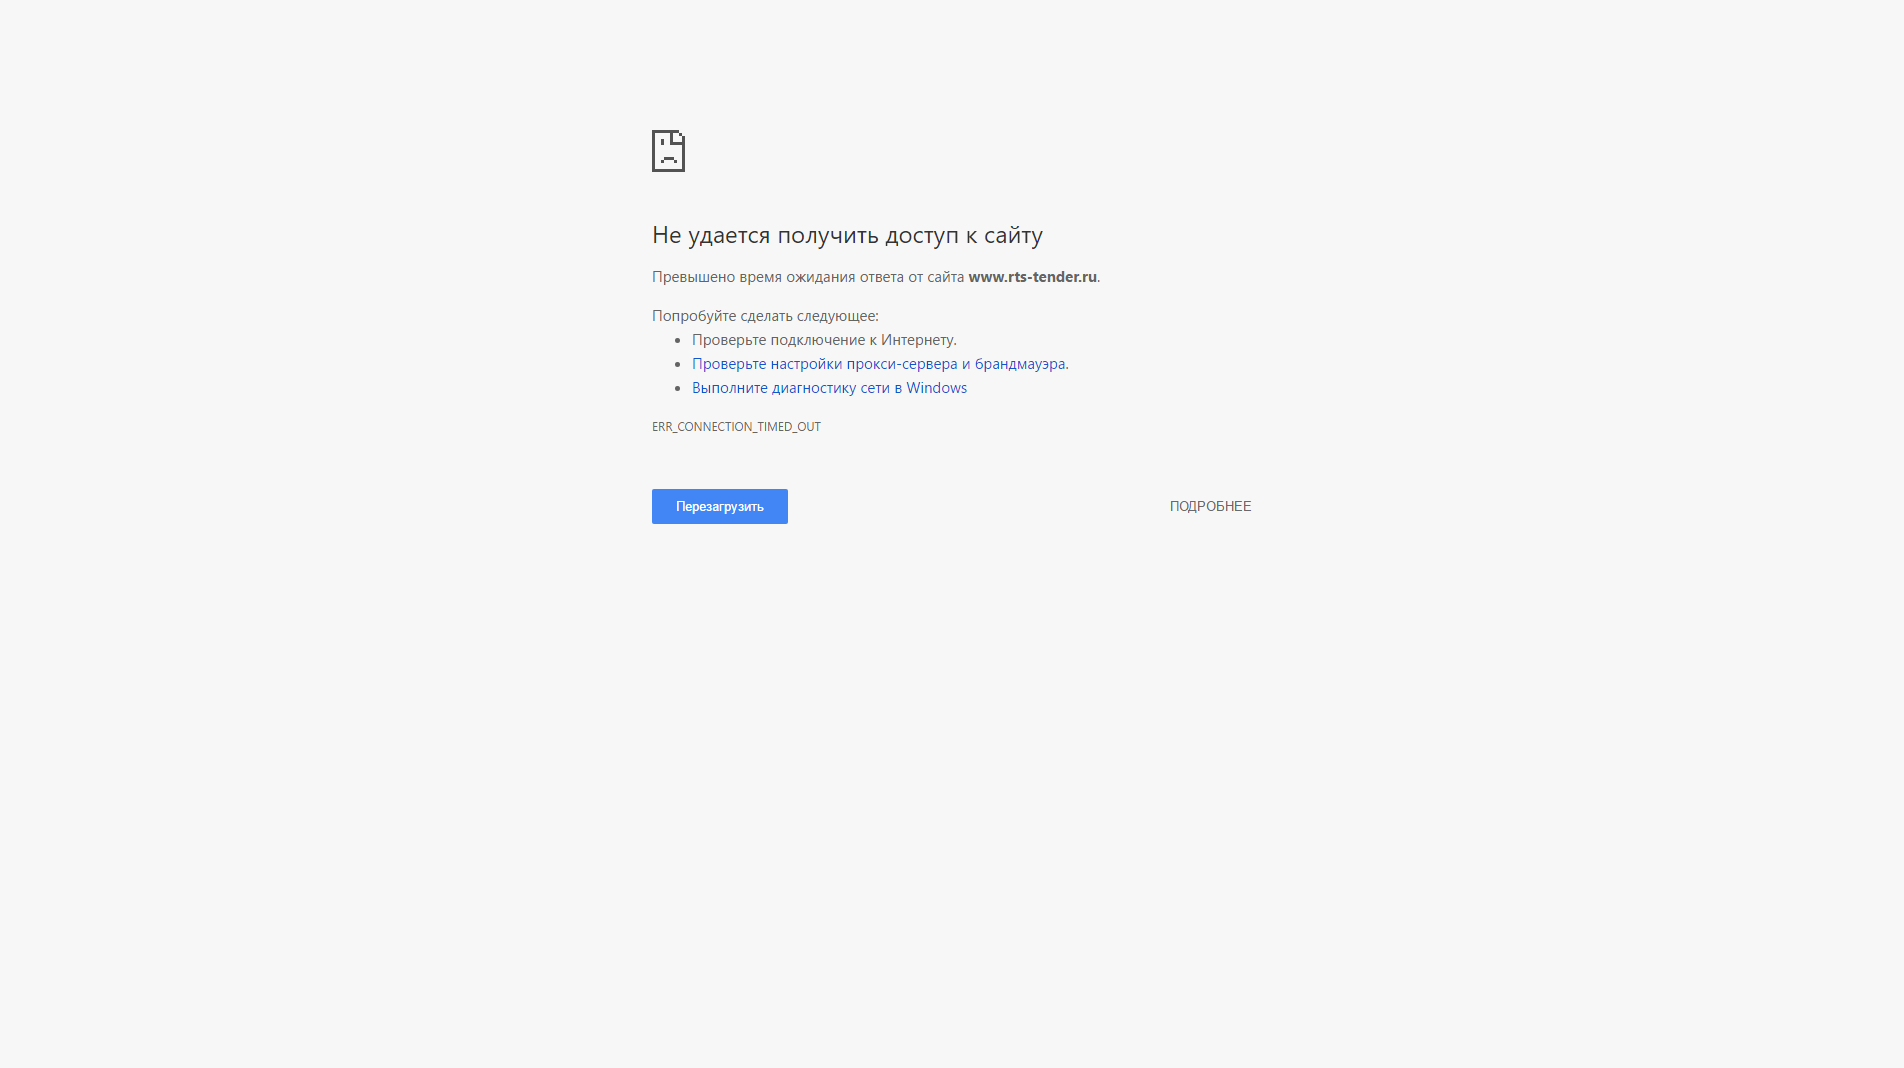 Не удается получить доступ к сайту
Превышено время ожидания ответа от сайта www.rts-tender.ru.
Попробуйте сделать следующее:
Проверьте подключение к Интернету.
Проверьте настройки прокси-сервера и брандмауэра.
Выполните диагностику сети в Windows
ERR_CONNECTION_TIMED_OUT
Перезагрузить
ПОДРОБНЕЕ